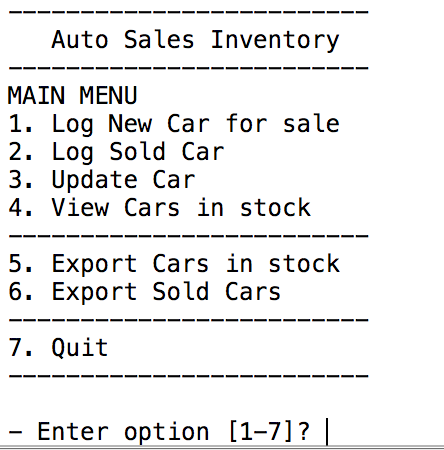 -------------------------
Auto Sales Inventory
-------------------------
MAIN MENU
1. Log New Car for sale
2. Log Sold Car
3. Update Car
4. View Cars in stock
-------------------------
5. Export Cars in stock
6. Export Sold Cars
-------------------------
7. Quit
-------------------------
- Enter option [1-7]?